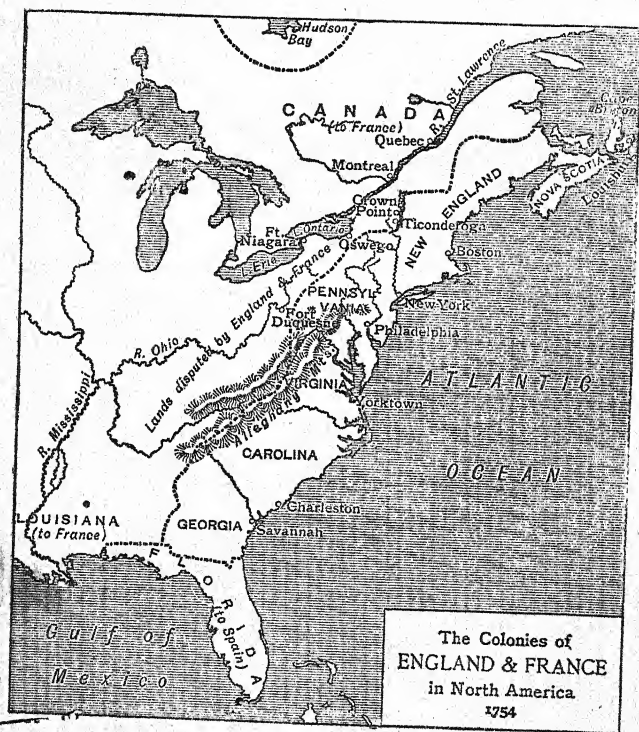 Hudson
Bay
CANADA
(to France)
R. St. Lawrence
Quebec
Montreal
Cape
Breton
Louisburg
NOVA SCOTIA
Crown
Point
Ticonderoga
NEW ENGLAND
Boston
Ft.
Niagara
L. Ontario
Oswego
L. Erie
Lands disputed by England & France
PENNSYL
VANIA
New York
Philadelphia
Fort
Duquesne
R. Ohio
R. Mississippi
Alleghany Mts.
VIRGINIA
Yorktown
ATLANTIC
OCEAN
CAROLINA
Charleston
LOUISIANA
(to France)
GEORGIA
Savannah
FLORIDA
(to Spain)
Gulf of
Mexico
The Colonies of
ENGLAND & FRANCE
in North America
1754